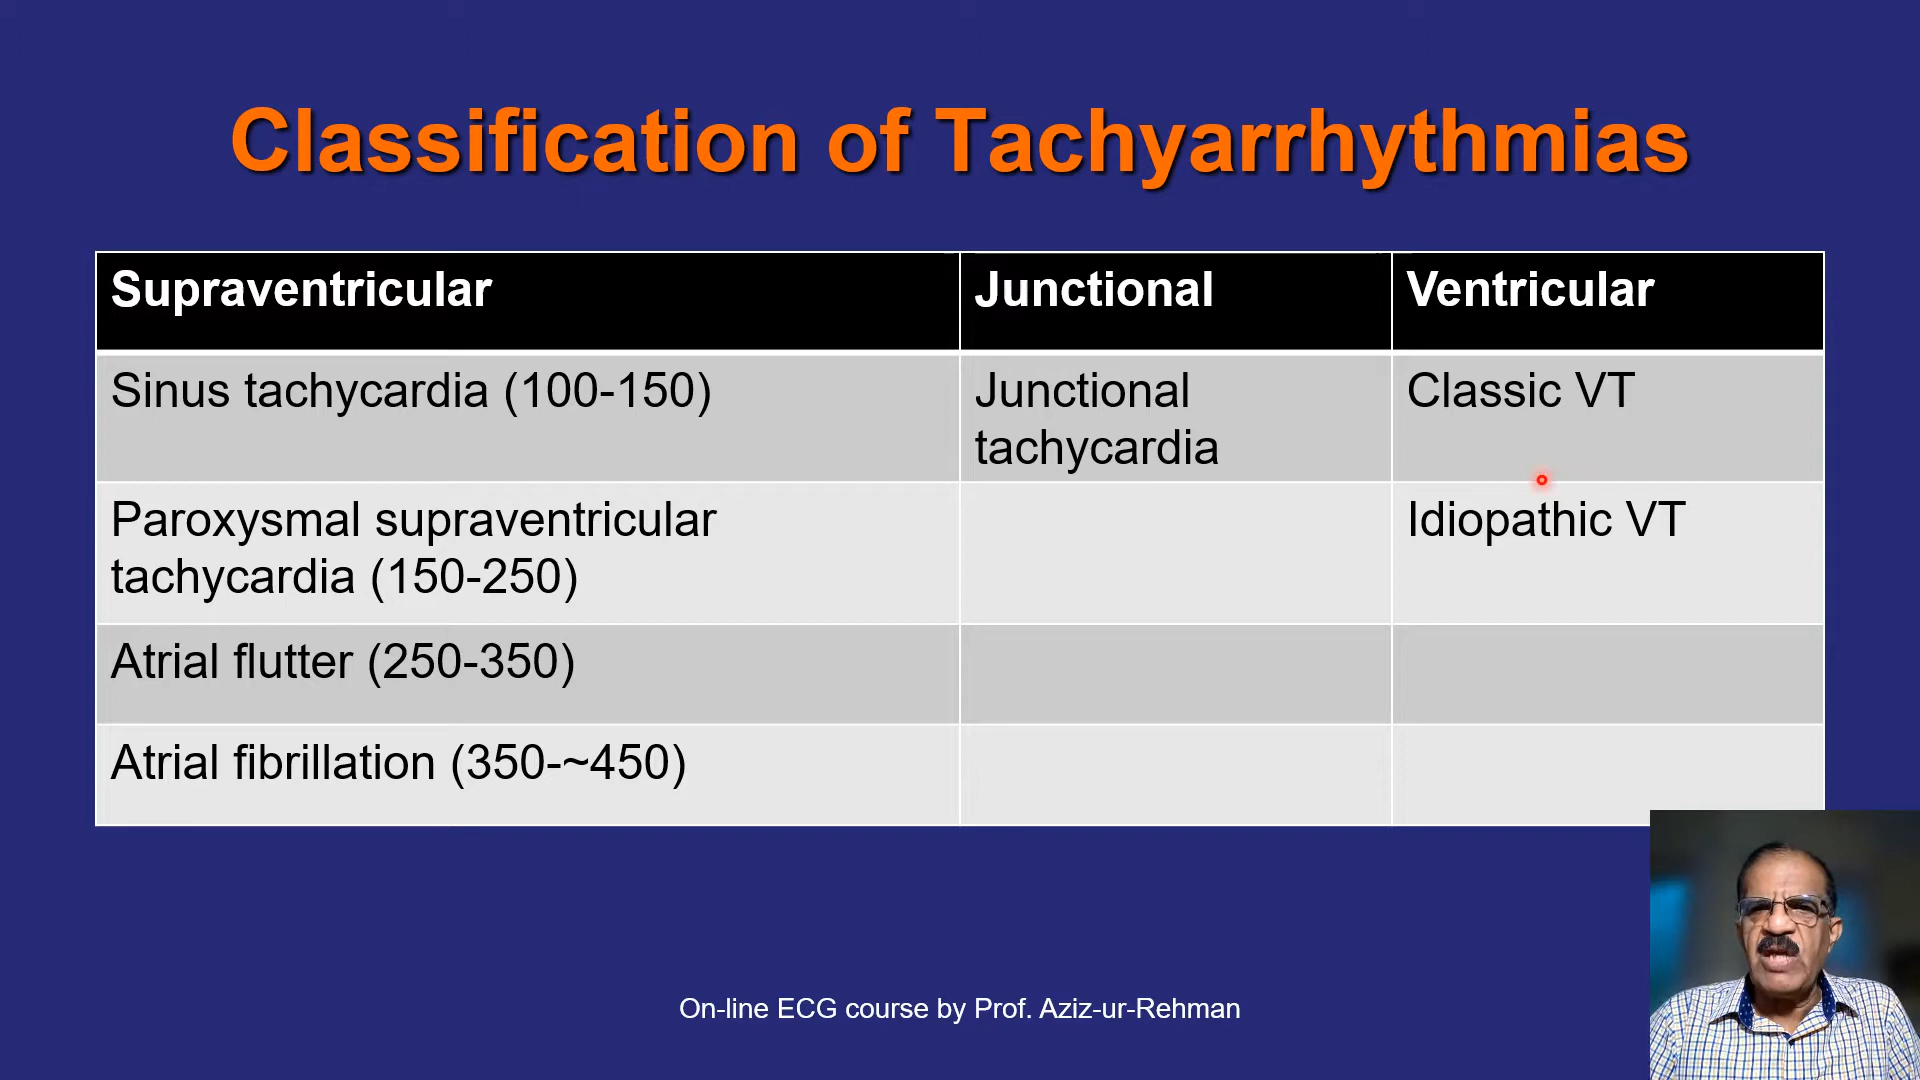 Classification of Tachyarrhythmias
Supraventricular
Junctional
Ventricular
Sinus tachycardia (100-150)
Junctional
tachycardia
Classic VT
Paroxysmal supraventricular
tachycardia (150-250)
Idiopathic VT
Atrial flutter (250-350)
Atrial fibrillation (350-~450)
On-line ECG course by Prof. Aziz-ur-Rehman